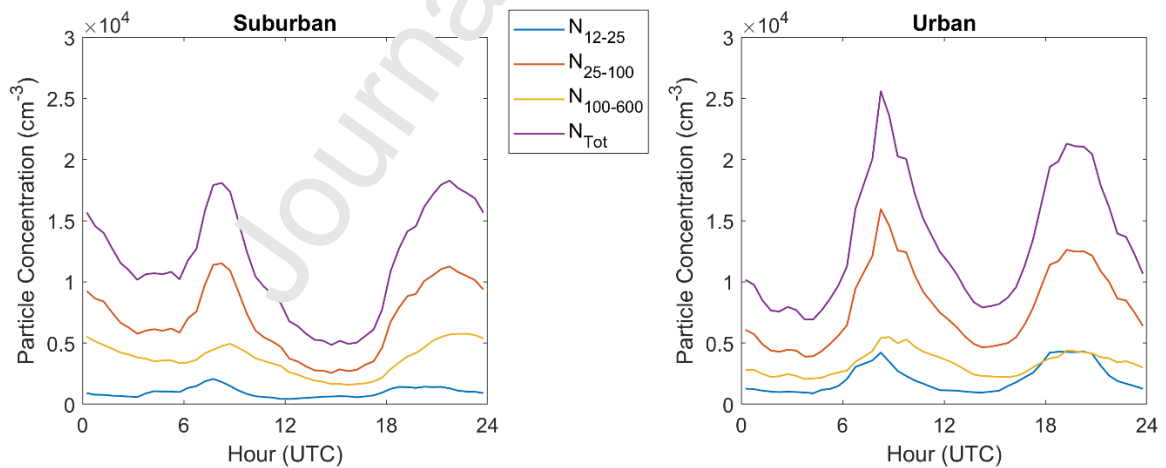 Suburban
×10⁴
3
2.5
2
1.5
1
0.5
0
0
6
12
18
24
Particle Concentration (cm⁻³)
Hour (UTC)
N₁₂₋₂₅
N₂₅₋₁₀₀
N₁₀₀₋₆₀₀
N_Tot
Journa
Urban
×10⁴
3
2.5
2
1.5
1
0.5
0
0
6
12
18
24
Particle Concentration (cm⁻³)
Hour (UTC)